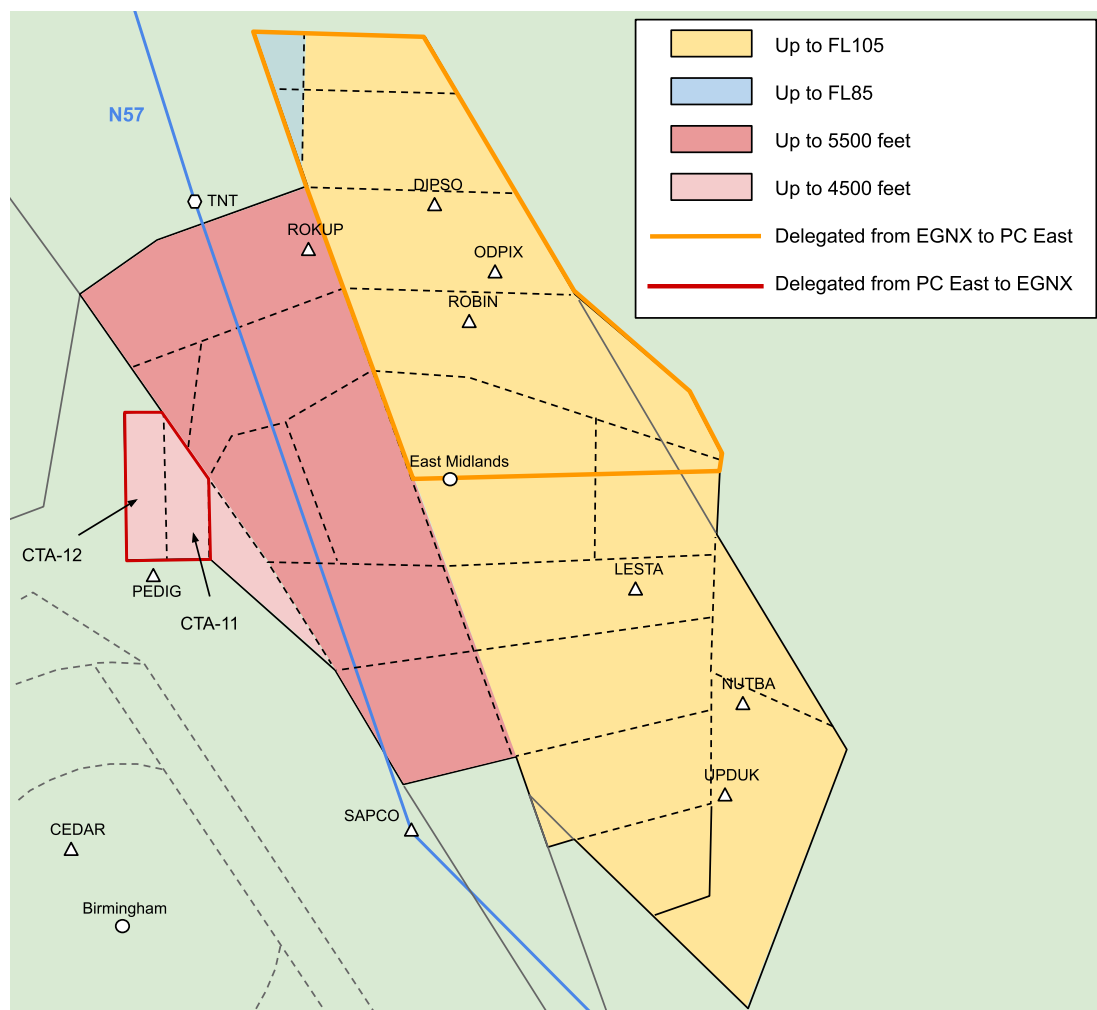 Up to FL105
Up to FL85
N57
Up to 5500 feet
DIPSO
Up to 4500 feet
TNT
ROKUP
Delegated from EGNX to PC East
ODPIX
Delegated from PC East to EGNX
ROBIN
East Midlands
CTA-12
LESTA
PEDIG
CTA-11
NUTBA
UPDUK
SAPCO
CEDAR
Birmingham